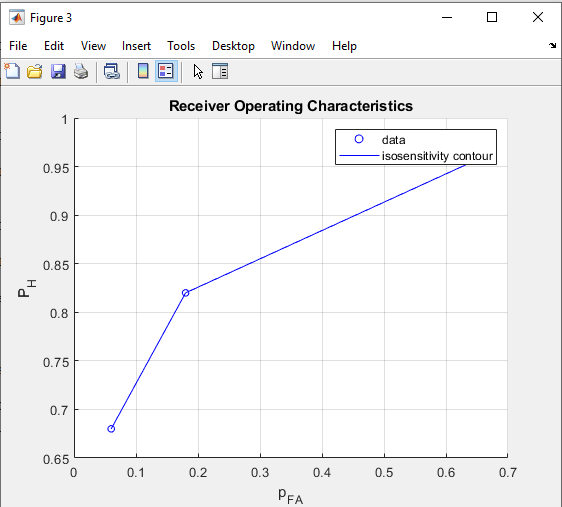 Figure 3
File Edit View Insert Tools Desktop Window Help
Receiver Operating Characteristics
data
isosensitivity contour
1
0.95
0.9
0.85
0.8
0.75
0.7
0.65
P_H
0 0.1 0.2 0.3 0.4 0.5 0.6 0.7
p_FA